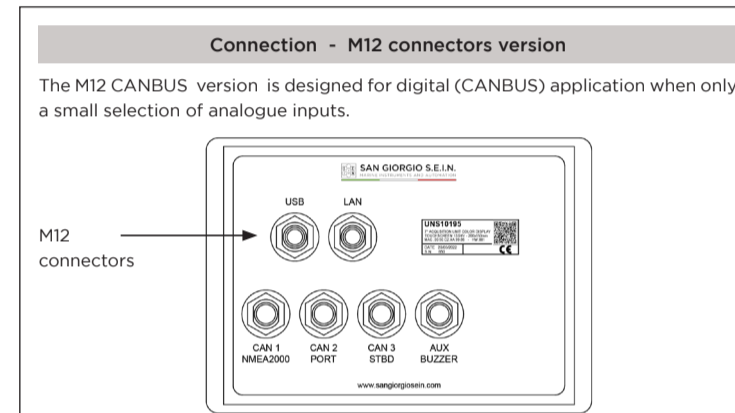 Connection - M12 connectors version
The M12 CANBUS version is designed for digital (CANBUS) application when only
a small selection of analogue inputs.
SAN GIORGIO S.E.I.N.
USB LAN
UNS10195
M12
connectors
CE
CAN 1 CAN 2 CAN 3 AUX
NMEA2000 PORT STBD BUZZER
www.sangiorgiosein.com